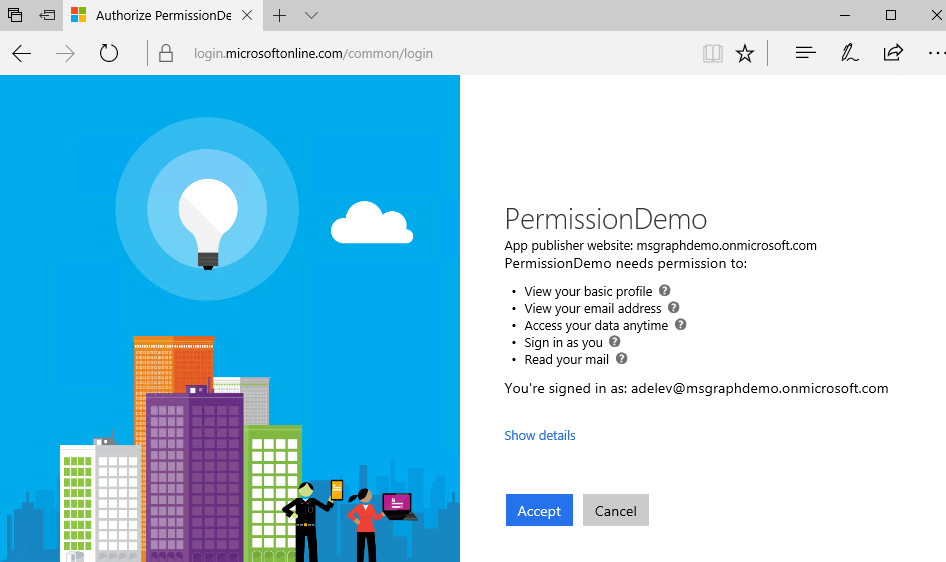 Authorize PermissionDe
login.microsoftonline.com/common/login
PermissionDemo
App publisher website: msgraphdemo.onmicrosoft.com
PermissionDemo needs permission to:
• View your basic profile ?
• View your email address ?
• Access your data anytime ?
• Sign in as you ?
• Read your mail ?
You're signed in as: adelev@msgraphdemo.onmicrosoft.com
Show details
Accept
Cancel